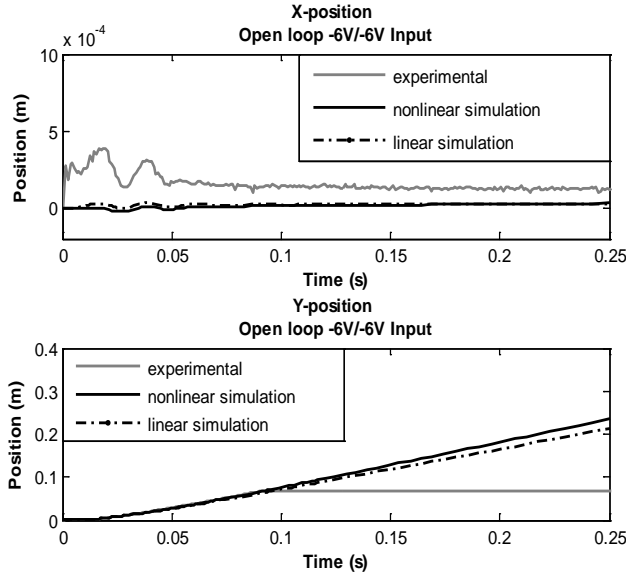 X-position
Open loop -6V/-6V Input
x 10-4
10
5
0
Position (m)
experimental
nonlinear simulation
linear simulation
0 0.05 0.1 0.15 0.2 0.25
Time (s)
Y-position
Open loop -6V/-6V Input
0.4
0.3
0.2
0.1
0
Position (m)
experimental
nonlinear simulation
linear simulation
0 0.05 0.1 0.15 0.2 0.25
Time (s)